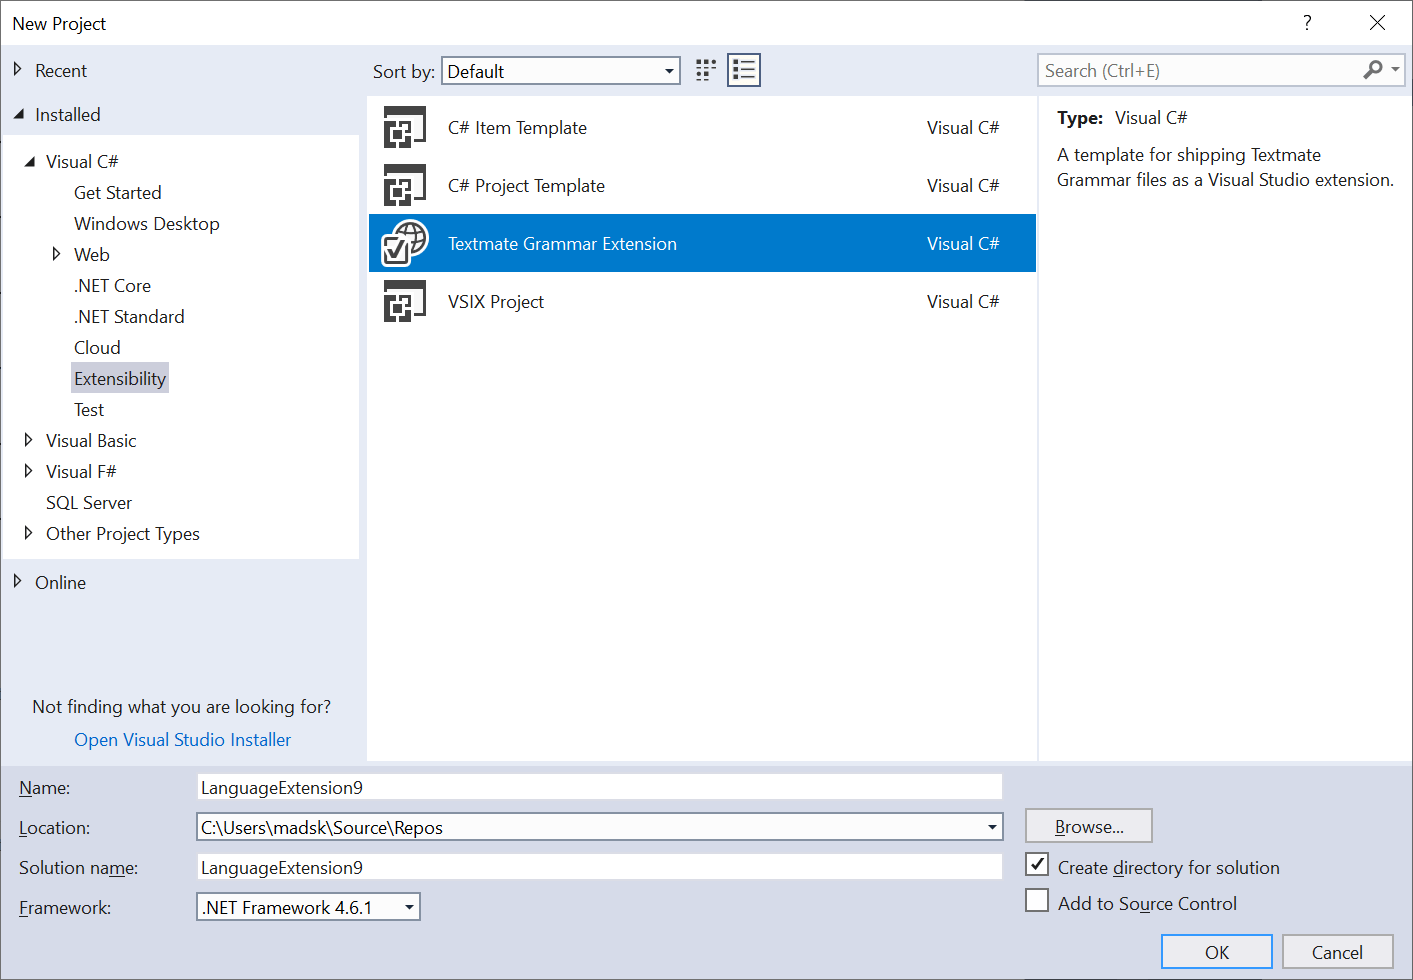 New Project
?
Recent
Installed
Visual C#
Get Started
Windows Desktop
Web
.NET Core
.NET Standard
Cloud
Extensibility
Test
Visual Basic
Visual F#
SQL Server
Other Project Types
Online
Not finding what you are looking for?
Open Visual Studio Installer
Sort by: Default
C# Item Template Visual C#
C# Project Template Visual C#
Textmate Grammar Extension Visual C#
VSIX Project Visual C#
Search (Ctrl+E)
Type: Visual C#
A template for shipping Textmate
Grammar files as a Visual Studio extension.
Name: LanguageExtension9
Location: C:\Users\madsk\Source\Repos
Browse...
Solution name: LanguageExtension9
Create directory for solution
Framework: .NET Framework 4.6.1
Add to Source Control
OK Cancel